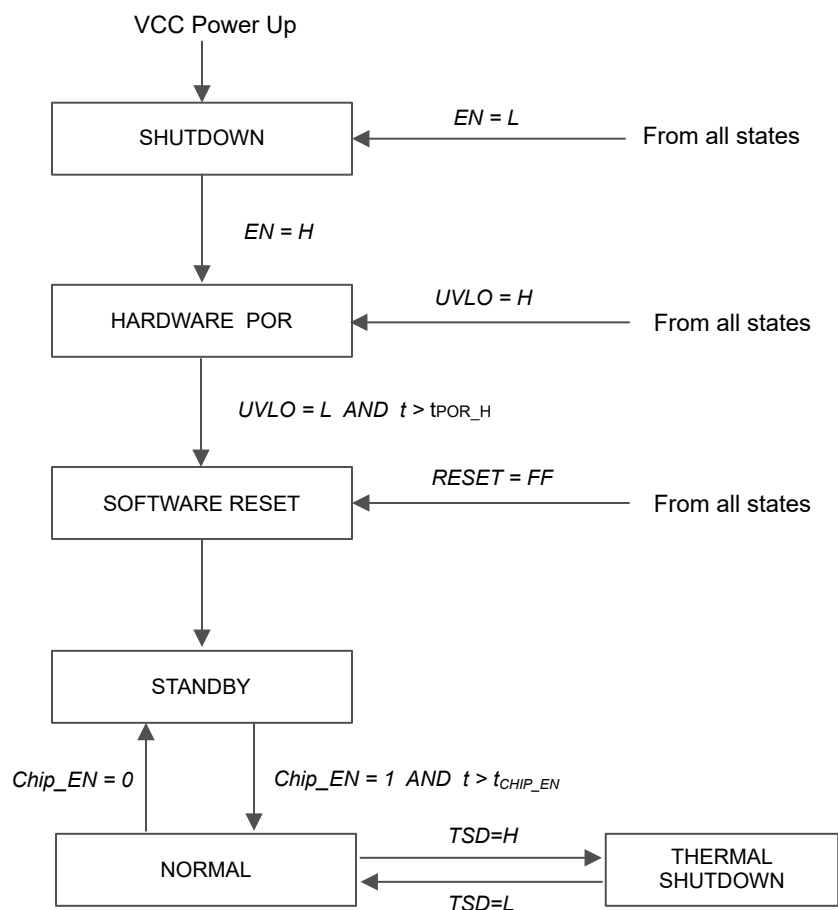 VCC Power Up
SHUTDOWN
EN = L
From all states
EN = H
HARDWARE POR
UVLO = H
From all states
UVLO = L AND t > tPOR_H
SOFTWARE RESET
RESET = FF
From all states
STANDBY
Chip_EN = 0
Chip_EN = 1 AND t > tCHIP_EN
NORMAL
TSD=H
TSD=L
THERMAL
SHUTDOWN